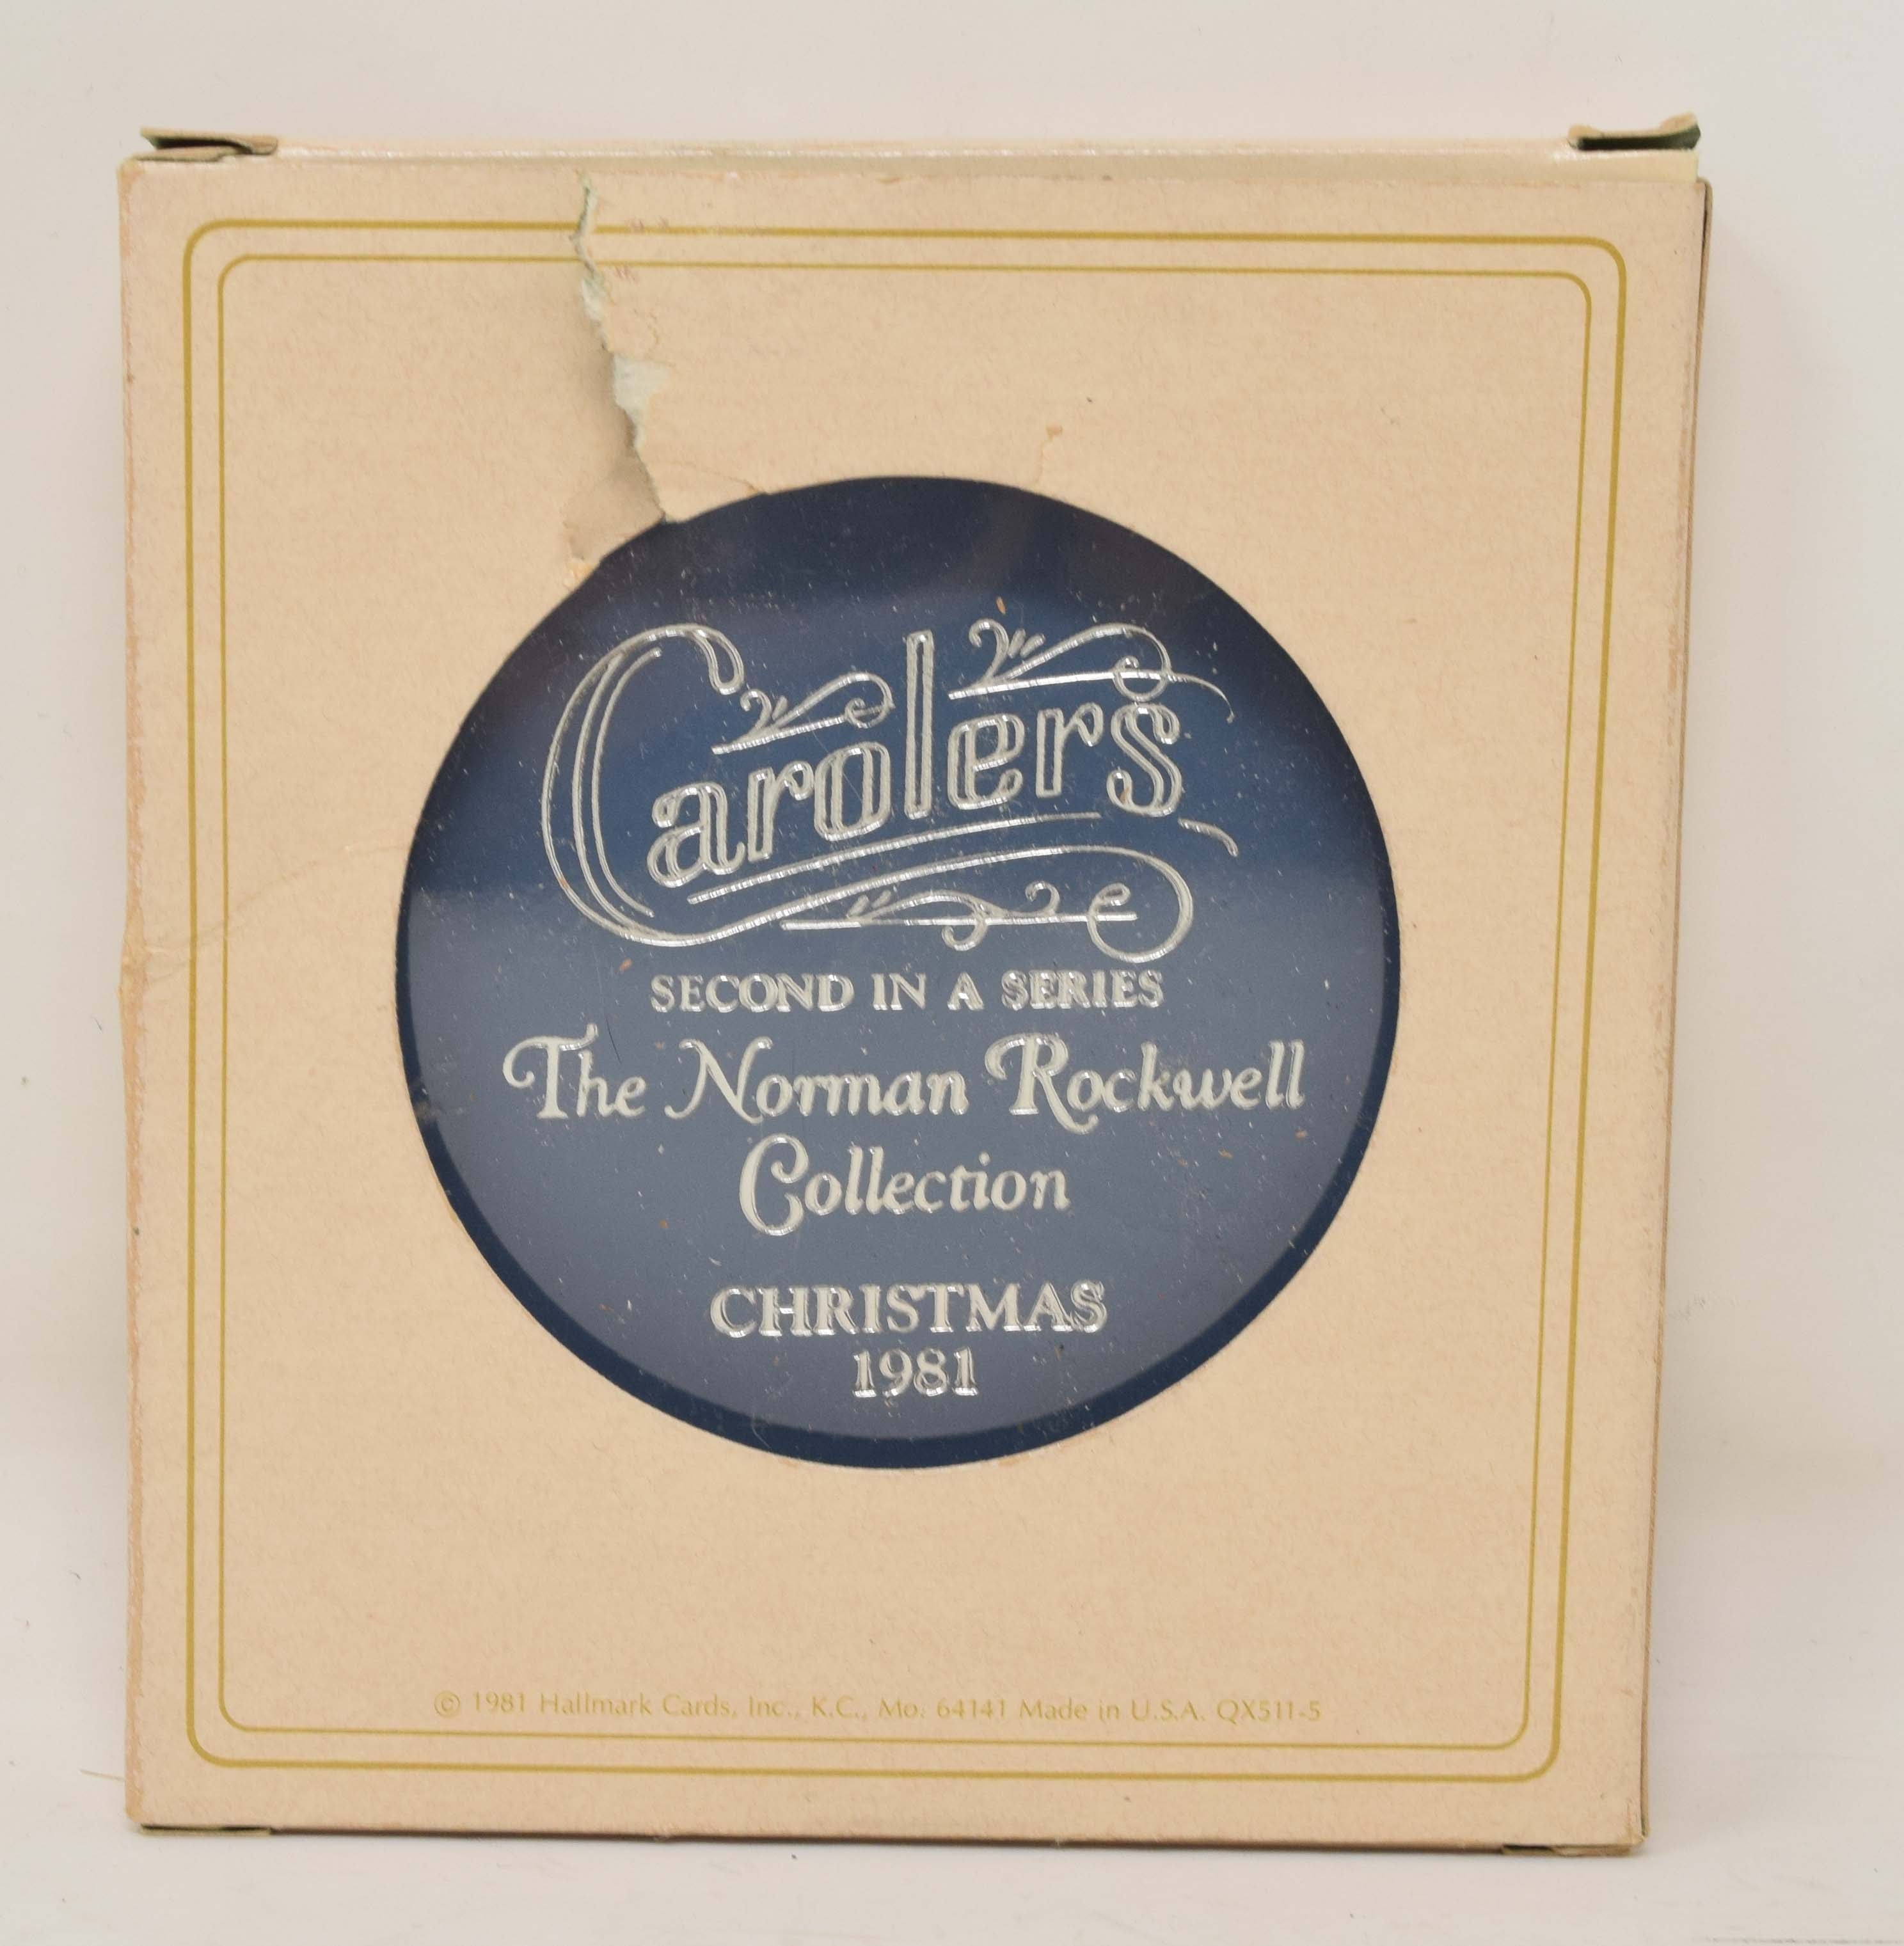 Carolers
SECOND IN A SERIES
The Norman Rockwell
Collection
CHRISTMAS
1981
© 1981 Hallmark Cards, Inc., K.C., Mo. 64141 Made in U.S.A. QX511-5